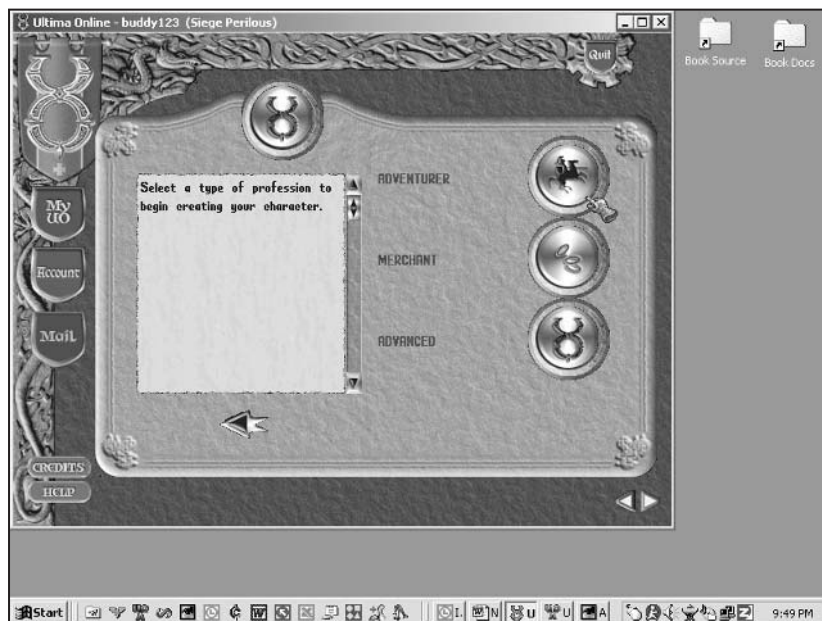 Ultima Online - buddy123 (Siege Perilous)
Quit
Book Source
Book Docs
My
UO
Select a type of profession to
begin creating your character.
ADVENTURER
Account
MERCHANT
Mail
ADVANCED
CREDITS
HELP
Start
I.
N
U
U
A
9:49 PM